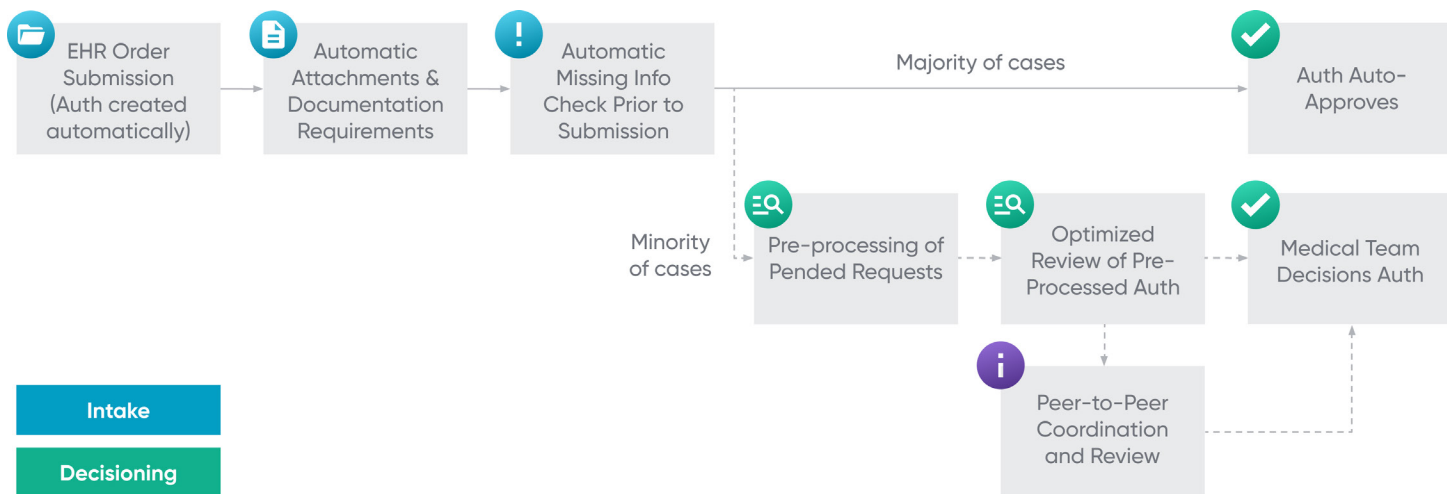 EHR Order
Submission
(Auth created
automatically)
Automatic
Attachments &
Documentation
Requirements
Automatic
Missing Info
Check Prior to
Submission
Majority of cases
Auth Auto-
Approves
Minority
of cases
Pre-processing of
Pended Requests
Optimized
Review of Pre-
Processed Auth
Medical Team
Decisions Auth
Peer-to-Peer
Coordination
and Review
Intake
Decisioning